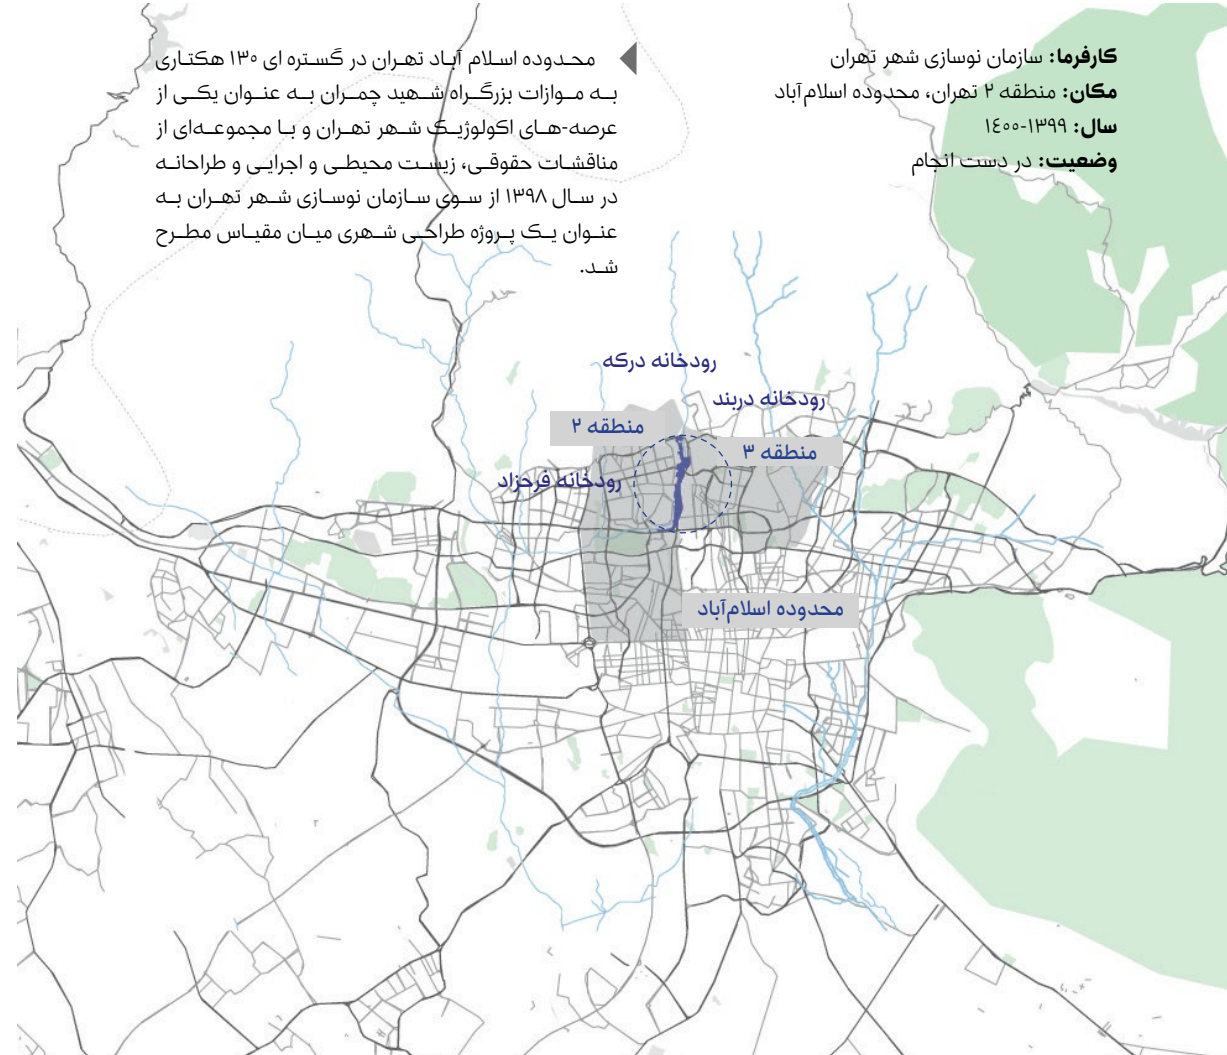 کارفرما: سازمان نوسازی شهر تهران
مکان: منطقه ۲ تهران، محدوده اسلام‌آباد
سال: ۱۳۹۹-۱۴۰۰
وضعیت: در دست انجام
محدوده اسلام آباد تهران در گستره ای ۱۳۰ هکتاری
به موازات بزرگراه شهید چمران به عنوان یکی از
عرصه-های اکولوژیک شهر تهران و با مجموعه‌ای از
مناقشات حقوقی، زیست محیطی و اجرایی و طراحانه
در سال ۱۳۹۸ از سوی سازمان نوسازی شهر تهران به
عنوان یک پروژه طراحی شهری میان مقیاس مطرح
شد.
رودخانه درکه
رودخانه دربند
منطقه ۲
منطقه ۳
رودخانه فرحزاد
محدوده اسلام‌آباد